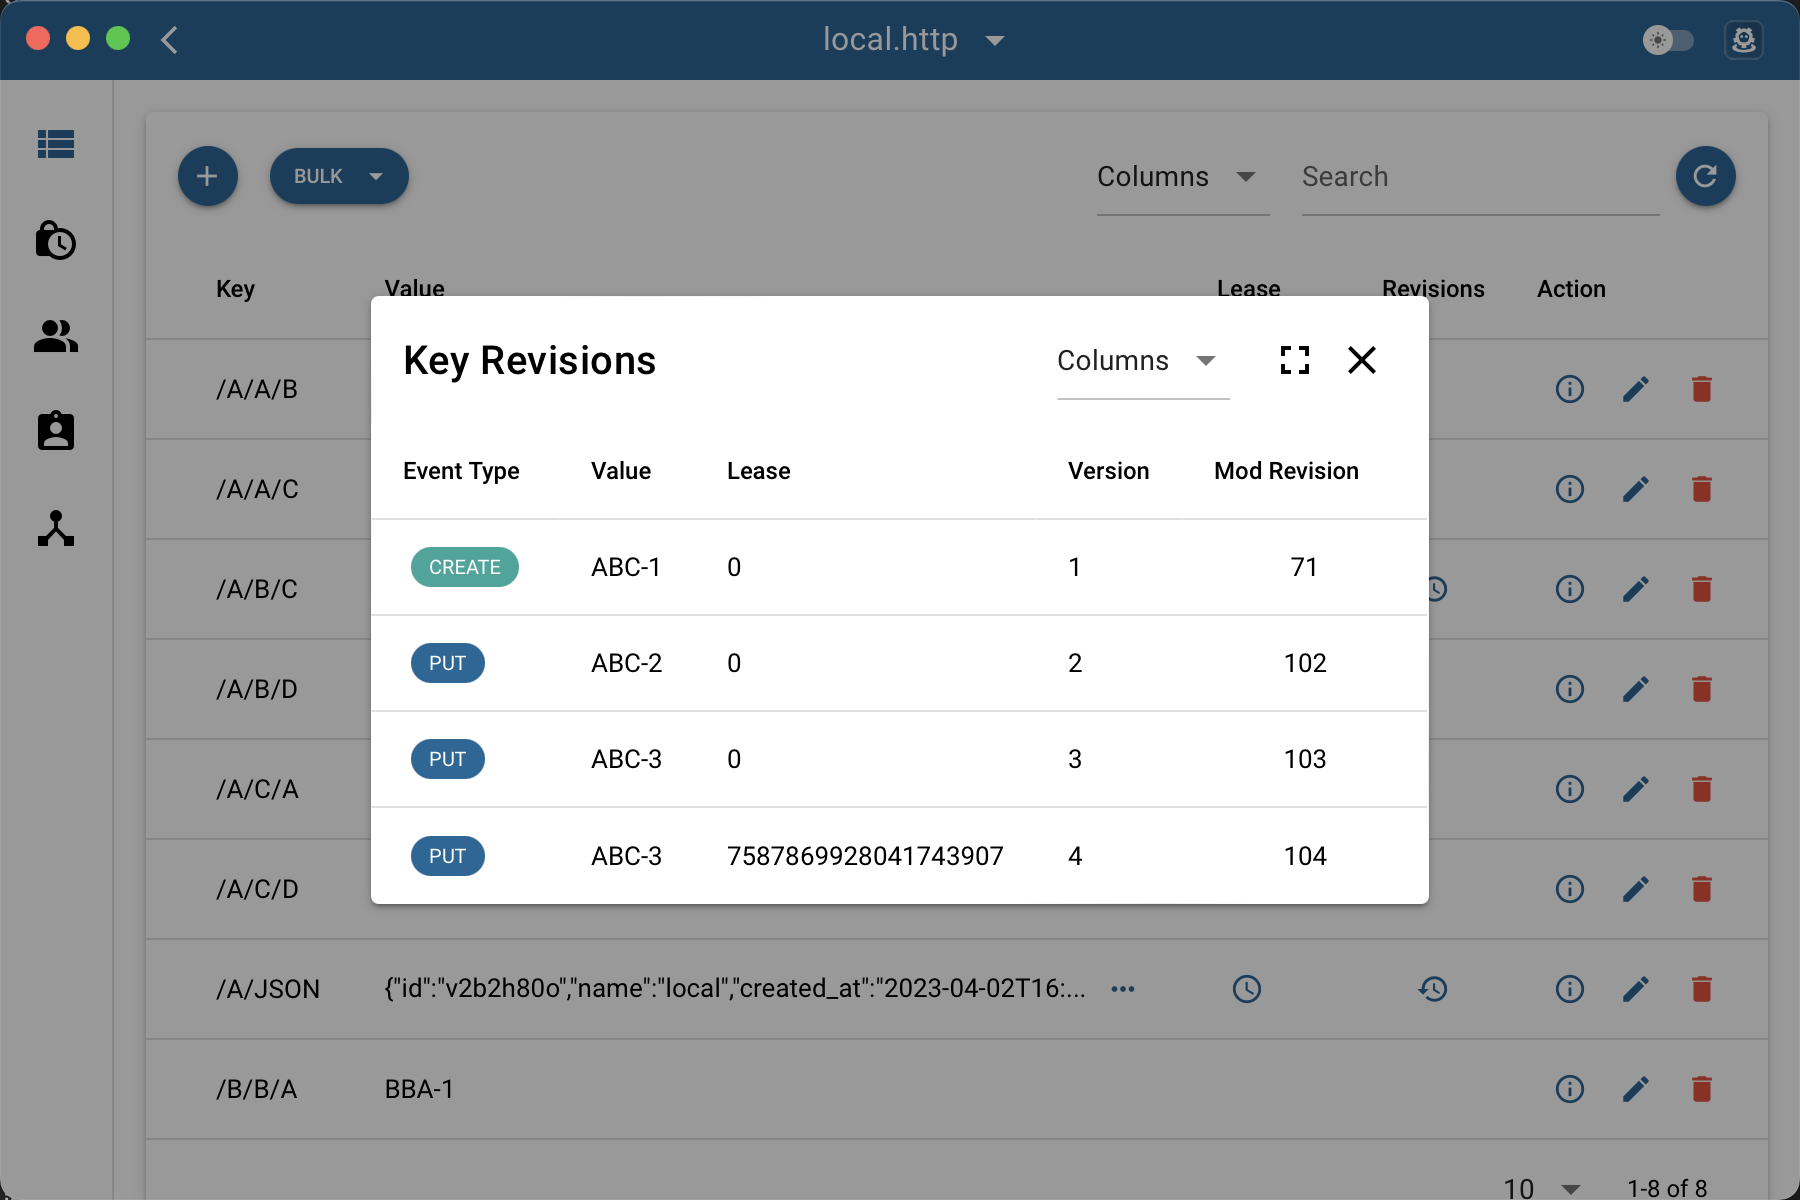 local.http
BULK
Columns
Search
Key Value Lease Revisions Action
Key Revisions
Columns
Event Type Value Lease Version Mod Revision
CREATE ABC-1 0 1 71
PUT ABC-2 0 2 102
PUT ABC-3 0 3 103
PUT ABC-3 7587869928041743907 4 104
/A/A/B
/A/A/C
/A/B/C
/A/B/D
/A/C/A
/A/C/D
/A/JSON {"id":"v2b2h80o","name":"local","created_at":"2023-04-02T16:...
/B/B/A BBA-1
10 1-8 of 8